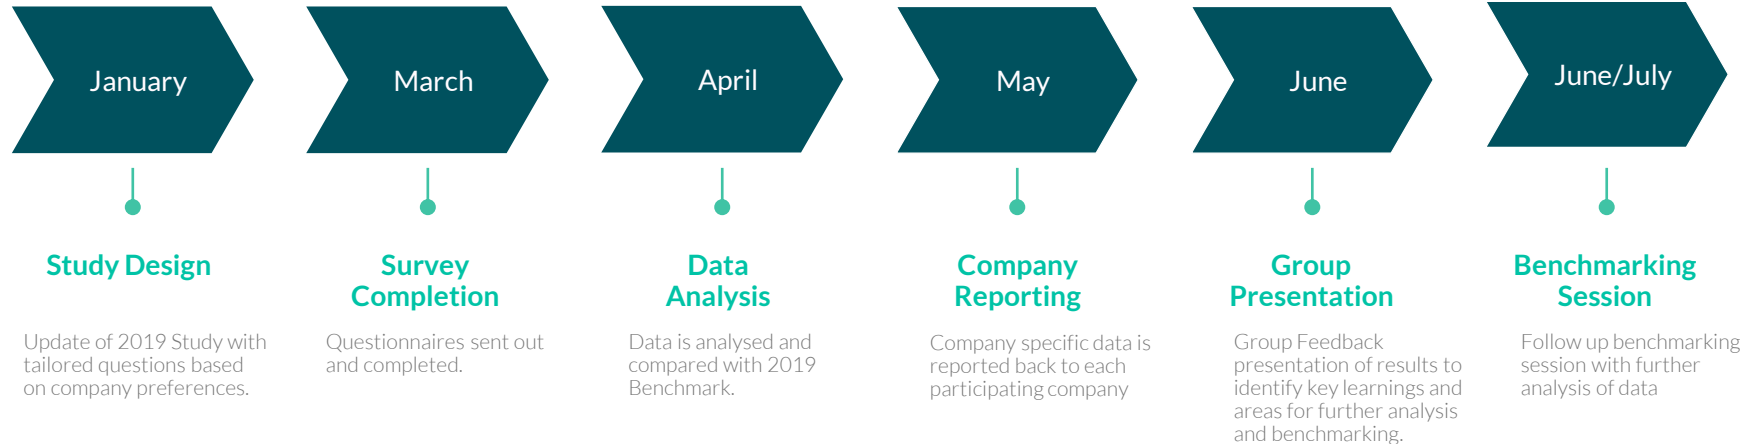 January
March
April
May
June
June/July
Study Design
Survey
Completion
Data
Analysis
Company
Reporting
Group
Presentation
Benchmarking
Session
Update of 2019 Study with
tailored questions based
on company preferences.
Questionnaires sent out
and completed.
Data is analysed and
compared with 2019
Benchmark.
Company specific data is
reported back to each
participating company
Group Feedback
presentation of results to
identify key learnings and
areas for further analysis
and benchmarking.
Follow up benchmarking
session with further
analysis of data